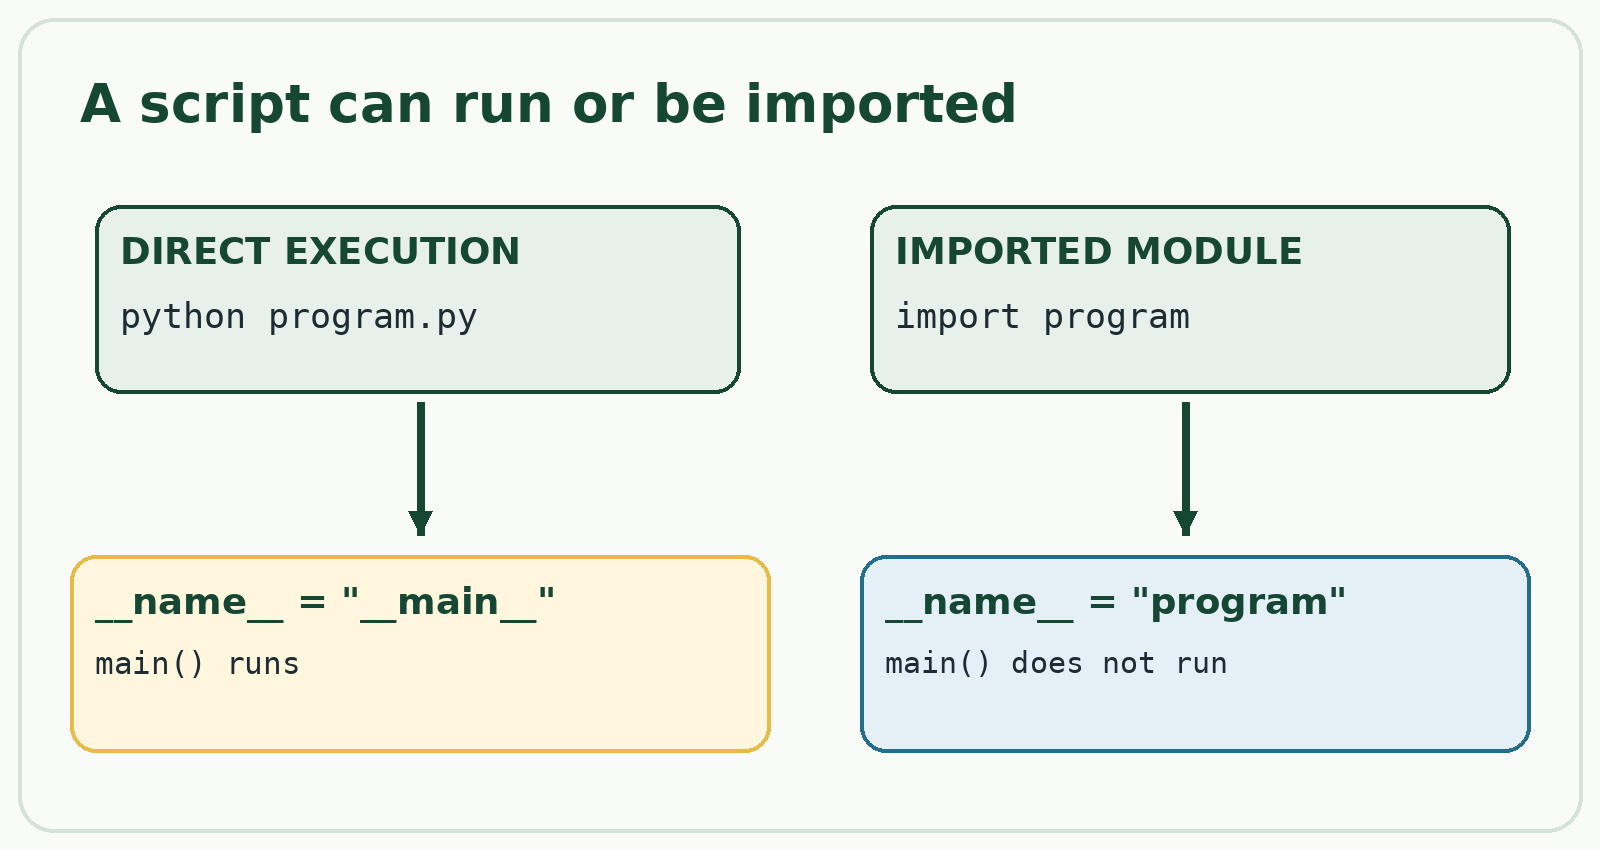 A script can run or be imported
DIRECT EXECUTION
python program.py
IMPORTED MODULE
import program
__name__ = "__main__"
main() runs
__name__ = "program"
main() does not run